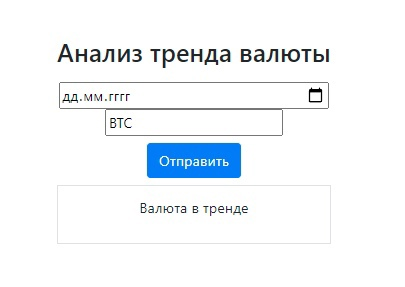 Анализ тренда валюты
дд.мм.гггг
BTC
Отправить
Валюта в тренде